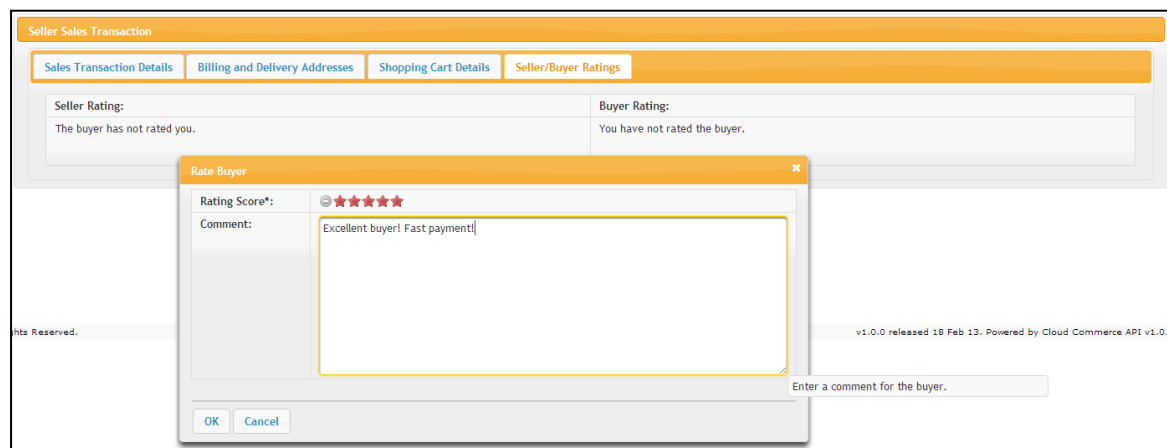 Seller Sales Transaction
Sales Transaction Details Billing and Delivery Addresses Shopping Cart Details Seller/Buyer Ratings
Seller Rating: Buyer Rating:
The buyer has not rated you. You have not rated the buyer.
Rate Buyer
Rating Score*:
Comment: Excellent buyer! Fast payment!
hts Reserved. v1.0.0 released 18 Feb 13. Powered by Cloud Commerce API v1.0.
Enter a comment for the buyer.
OK Cancel